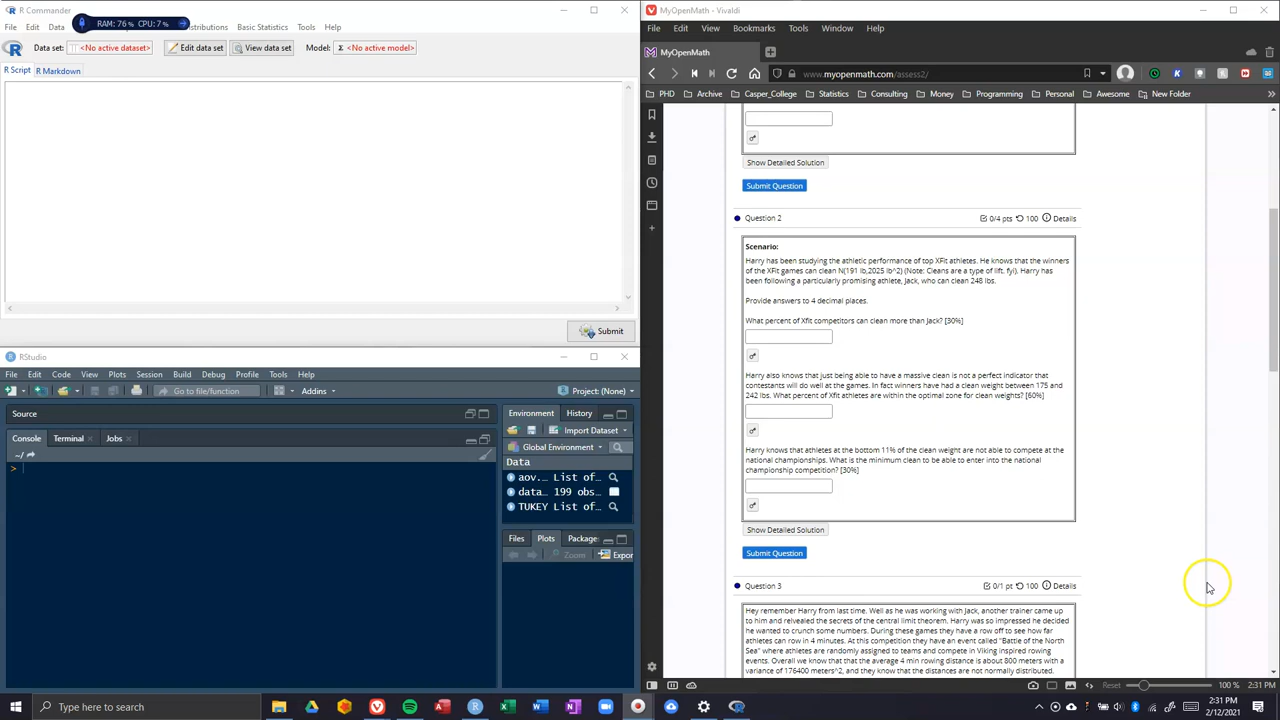 R Commander
File Edit Data RAM: 76% CPU: 7% tributions Basic Statistics Tools Help
Data set: <No active dataset> Edit data set View data set Model: Σ <No active model>
R Script R Markdown
Submit
RStudio
File Edit Code View Plots Session Build Debug Profile Tools Help
Go to file/function Addins Project: (None)
Source
Console Terminal Jobs
~/
>
Environment History
Import Dataset
Global Environment
Data
aov. List of…
data… 199 obs…
TUKEY List of…
Files Plots Package
Zoom Expor
MyOpenMath - Vivaldi
File Edit View Bookmarks Tools Window Help
MyOpenMath
www.myopenmath.com/assess2/
PHD Archive Casper_College Statistics Consulting Money Programming Personal Awesome New Folder
Show Detailed Solution
Submit Question
Question 2 0/4 pts 100 Details
Scenario:
Harry has been studying the athletic performance of top XFit athletes. He knows that the winners
of the XFit games can clean N(191 lb,2025 lb^2) (Note: Cleans are a type of lift. fyi). Harry has
been following a particularly promising athlete, Jack, who can clean 248 lbs.
Provide answers to 4 decimal places.
What percent of Xfit competitors can clean more than Jack? [30%]
Harry also knows that just being able to have a massive clean is not a perfect indicator that
contestants will do well at the games. In fact winners have had a clean weight between 175 and
242 lbs. What percent of Xfit athletes are within the optimal zone for clean weights? [60%]
Harry knows that athletes at the bottom 11% of the clean weight are not able to compete at the
national championships. What is the minimum clean to be able to enter into the national
championship competition? [30%]
Show Detailed Solution
Submit Question
Question 3 0/1 pt 100 Details
Hey remember Harry from last time. Well as he was working with Jack, another trainer came up
to him and relvealed the secrets of the central limit theorem. Harry was so impressed he decided
he wanted to crunch some numbers. During these games they have a row off to see how far
athletes can row in 4 minutes. At this competition they have an event called "Battle of the North
Sea" where athletes are randomly assigned to teams and compete in Viking inspired rowing
events. Overall we know that that the average 4 min rowing distance is about 800 meters with a
variance of 176400 meters^2, and they know that the distances are not normally distributed.
Reset 100 % 2:31 PM
Type here to search
2:31 PM
2/12/2021